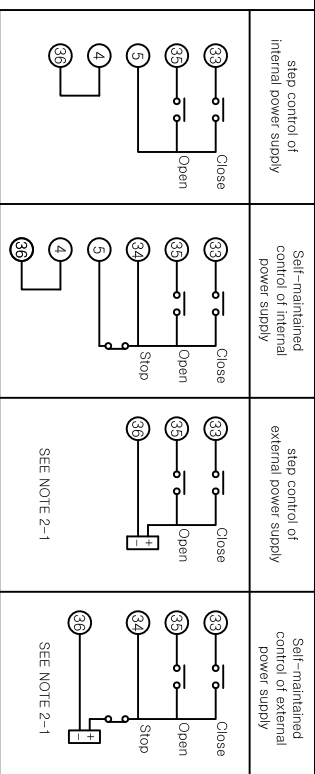 step control of
internal power supply
33
35
5
4
36
Close
Open
Self-maintained
control of internal
power supply
33
35
34
5
4
36
Close
Open
Stop
step control of
external power supply
33
35
36
Close
Open
+
-
SEE NOTE 2-1
Self-maintained
control of external
power supply
33
35
34
36
Close
Open
Stop
+
-
SEE NOTE 2-1